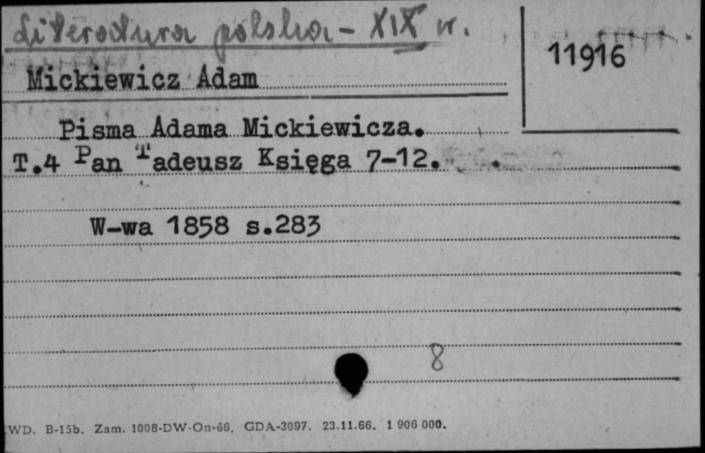 Literatura polska - XIX w.
11916
Mickiewicz Adam
Pisma Adama Mickiewicza.
T.4 Pan Tadeusz Księga 7-12.
W-wa 1858 s.283
8
WD. B-15b. Zam. 1008-DW-On-66. GDA-3097. 23.11.66. 1 906 000.